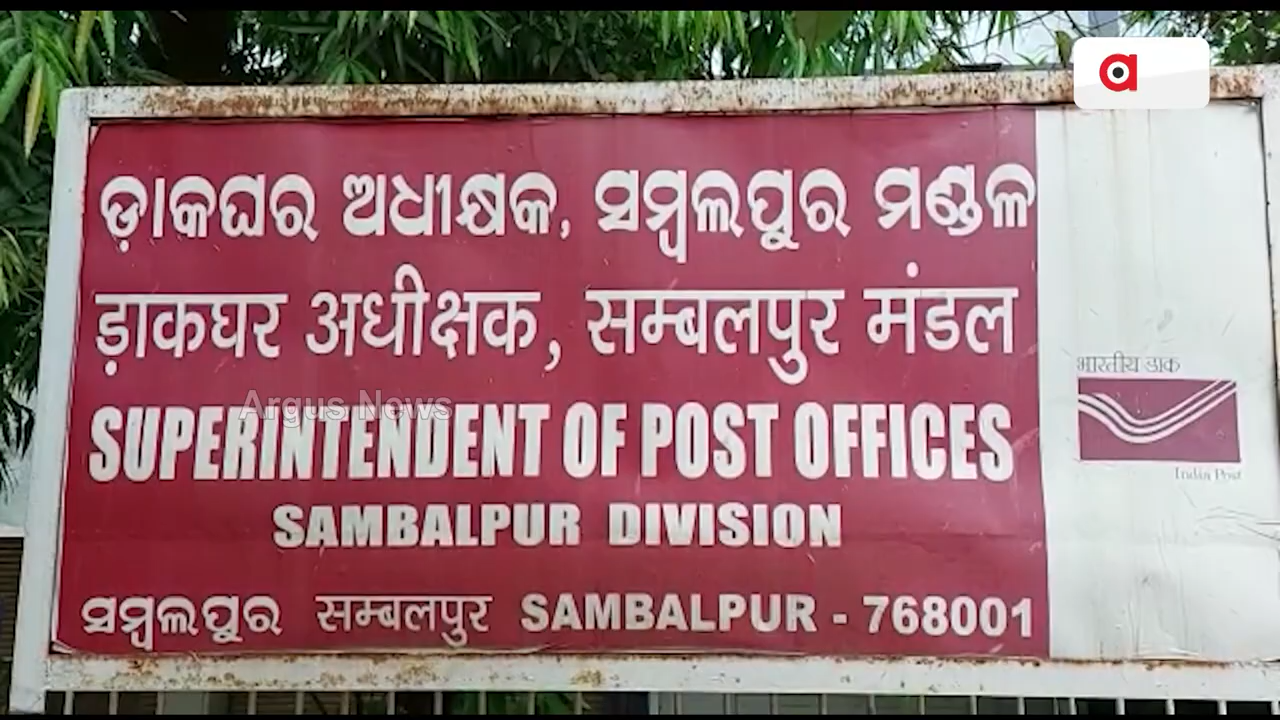 ଡ଼ାକଘର ଅଧୀକ୍ଷକ, ସମ୍ବଲପୁର ମଣ୍ଡଳ
ड़ाकघर अधीक्षक, सम्बलपुर मंडल
Argus News
SUPERINTENDENT OF POST OFFICES
SAMBALPUR DIVISION
ସମ୍ବଲପୁର सम्बलपुर SAMBALPUR - 768001
भारतीय डाक
India Post
a